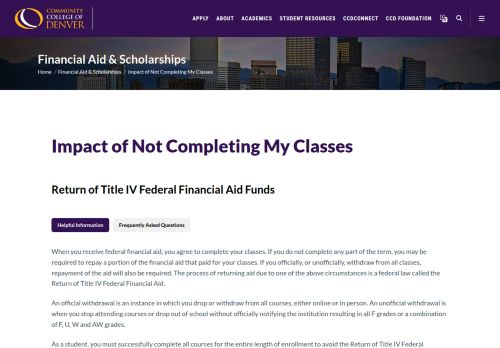 COMMUNITY
COLLEGE OF
DENVER
APPLY ABOUT ACADEMICS STUDENT RESOURCES CCDCONNECT CCD FOUNDATION
Financial Aid & Scholarships
Home / Financial Aid & Scholarships / Impact of Not Completing My Classes
Impact of Not Completing My Classes
Return of Title IV Federal Financial Aid Funds
Helpful Information Frequently Asked Questions
When you receive federal financial aid, you agree to complete your classes. If you do not complete any part of the term, you may be
required to repay a portion of the financial aid that paid for your classes. If you officially, or unofficially, withdraw from all classes,
repayment of the aid will also be required. The process of returning aid due to one of the above circumstances is a federal law called the
Return of Title IV Federal Financial Aid.
An official withdrawal is an instance in which you drop or withdraw from all courses, either online or in person. An unofficial withdrawal is
when you stop attending courses or drop out of school without officially notifying the institution resulting in all F grades or a combination
of F, U, W and AW grades.
As a student, you must successfully complete all courses for the entire length of enrollment to avoid the Return of Title IV Federal